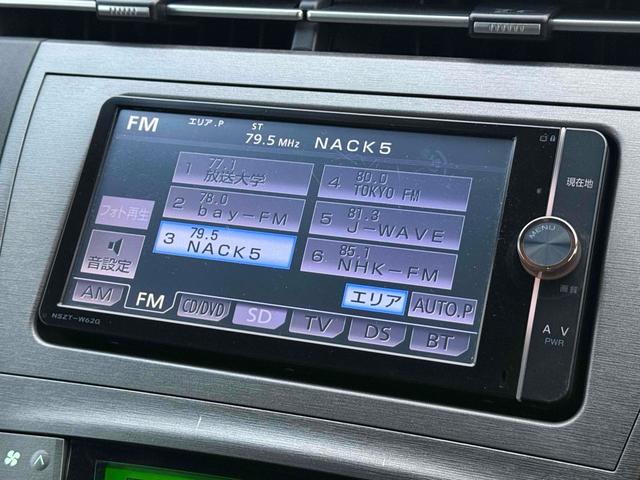 FM エリア.P ST 79.5 MHz NACK5
1 77.1 放送大学
4 80.0 TOKYO FM
2 78.0 bay-FM
5 81.3 J-WAVE
3 79.5 NACK5
6 85.1 NHK-FM
フォト再生
音設定
エリア AUTO.P
AM FM CD/DVD SD TV DS BT
NSZT-W62G
現在地
MENU
画質
A V
PWR